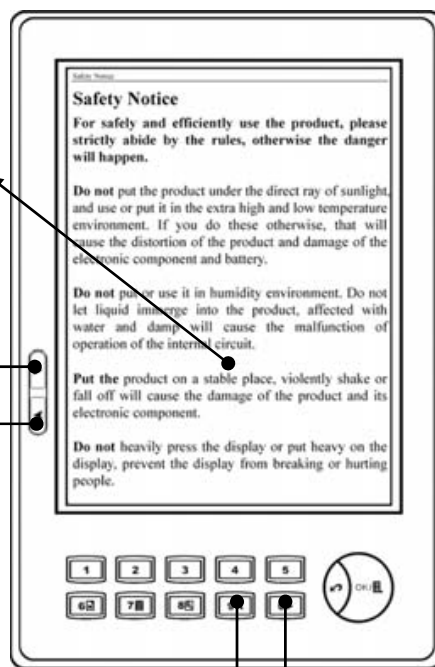 Safety Notice
Safety Notice
For safely and efficiently use the product, please
strictly abide by the rules, otherwise the danger
will happen.
Do not put the product under the direct ray of sunlight,
and use or put it in the extra high and low temperature
environment. If you do these otherwise, that will
cause the distortion of the product and damage of the
electronic component and battery.
Do not put or use it in humidity environment. Do not
let liquid immerge into the product, affected with
water and damp will cause the malfunction of
operation of the internal circuit.
Put the product on a stable place, violently shake or
fall off will cause the damage of the product and its
electronic component.
Do not heavily press the display or put heavy on the
display, prevent the display from breaking or hurting
people.
1 2 3 4 5
6 7 8
OK/